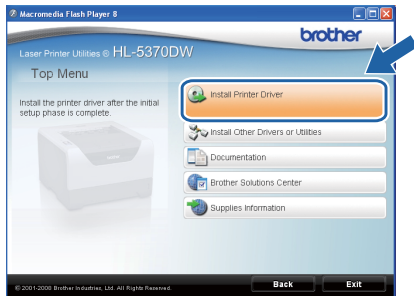 Macromedia Flash Player 8
brother
Laser Printer Utilities ® HL-5370DW
Top Menu
Install the printer driver after the initial
setup phase is complete.
Install Printer Driver
Install Other Drivers or Utilities
Documentation
Brother Solutions Center
Supplies Information
© 2001-2008 Brother Industries, Ltd. All Rights Reserved.
Back
Exit